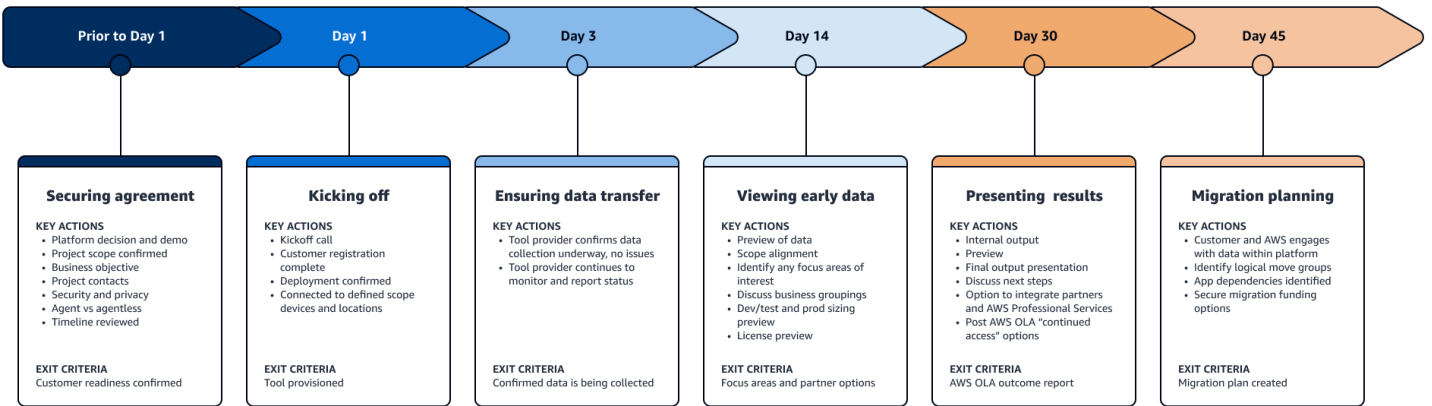 Prior to Day 1
Day 1
Day 3
Day 14
Day 30
Day 45
Securing agreement
KEY ACTIONS
• Platform decision and demo
• Project scope confirmed
• Business objective
• Project contacts
• Security and privacy
• Agent vs agentless
• Timeline reviewed
EXIT CRITERIA
Customer readiness confirmed
Kicking off
KEY ACTIONS
• Kickoff call
• Customer registration
complete
• Deployment confirmed
• Connected to defined scope
devices and locations
EXIT CRITERIA
Tool provisioned
Ensuring data transfer
KEY ACTIONS
• Tool provider confirms data
collection underway, no issues
• Tool provider continues to
monitor and report status
EXIT CRITERIA
Confirmed data is being collected
Viewing early data
KEY ACTIONS
• Preview of data
• Scope alignment
• Identify any focus areas of
interest
• Discuss business groupings
• Dev/test and prod sizing
preview
• License preview
EXIT CRITERIA
Focus areas and partner options
Presenting results
KEY ACTIONS
• Internal output
• Preview
• Final output presentation
• Discuss next steps
• Option to integrate partners
and AWS Professional Services
• Post AWS OLA “continued
access” options
EXIT CRITERIA
AWS OLA outcome report
Migration planning
KEY ACTIONS
• Customer and AWS engages
with data within platform
• Identify logical move groups
• App dependencies identified
• Secure migration funding
options
EXIT CRITERIA
Migration plan created